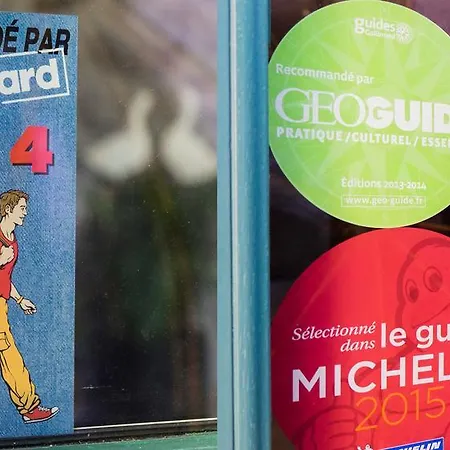 DÉ PAR
ard
4
guides
Gallimard
Recommandé par
GEOGUID
PRATIQUE/CULTUREL/ESSE
Éditions 2013-2014
www.geo-guide.fr
Sélectionné
dans
le gu
MICHEL
2015
MICHELIN